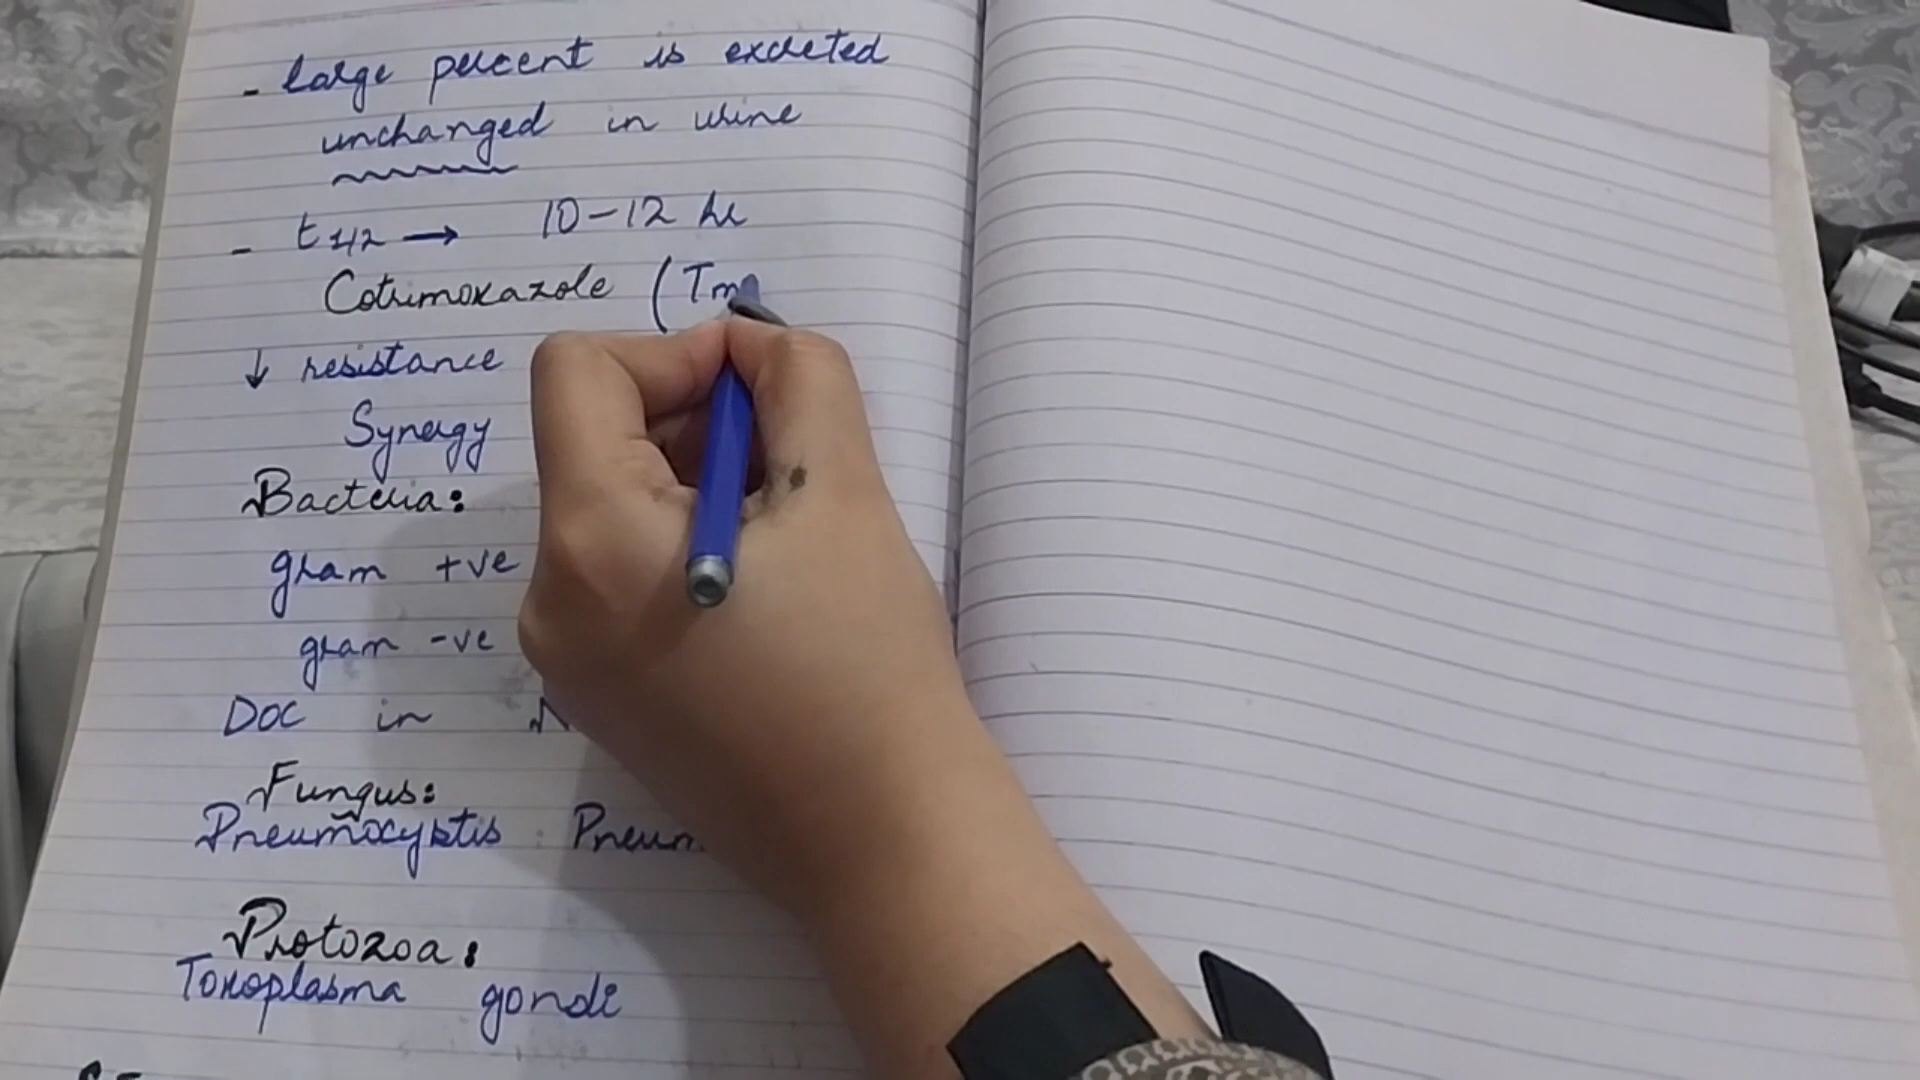 - large percent is excreted
unchanged in urine
- t1/2 → 10-12 hr
Cotrimoxazole (Tm
↓ resistance
Synergy
Bacteria:
gram +ve
gram -ve
DOC in
Fungus:
Pneumocystis : Pneum
Protozoa:
Toxoplasma gondi